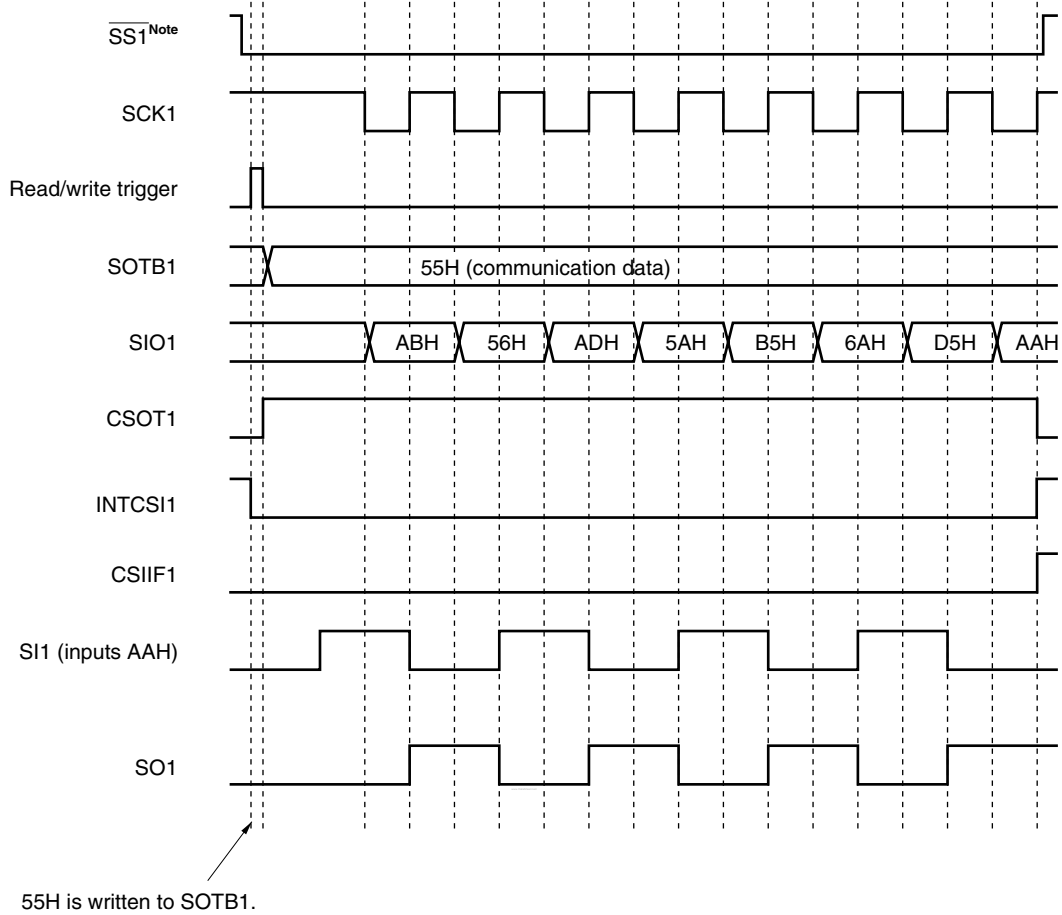 SS1Note
SCK1
Read/write trigger
SOTB1
55H (communication data)
SIO1
ABH 56H ADH 5AH B5H 6AH D5H AAH
CSOT1
INTCSI1
CSIIF1
SI1 (inputs AAH)
SO1
55H is written to SOTB1.